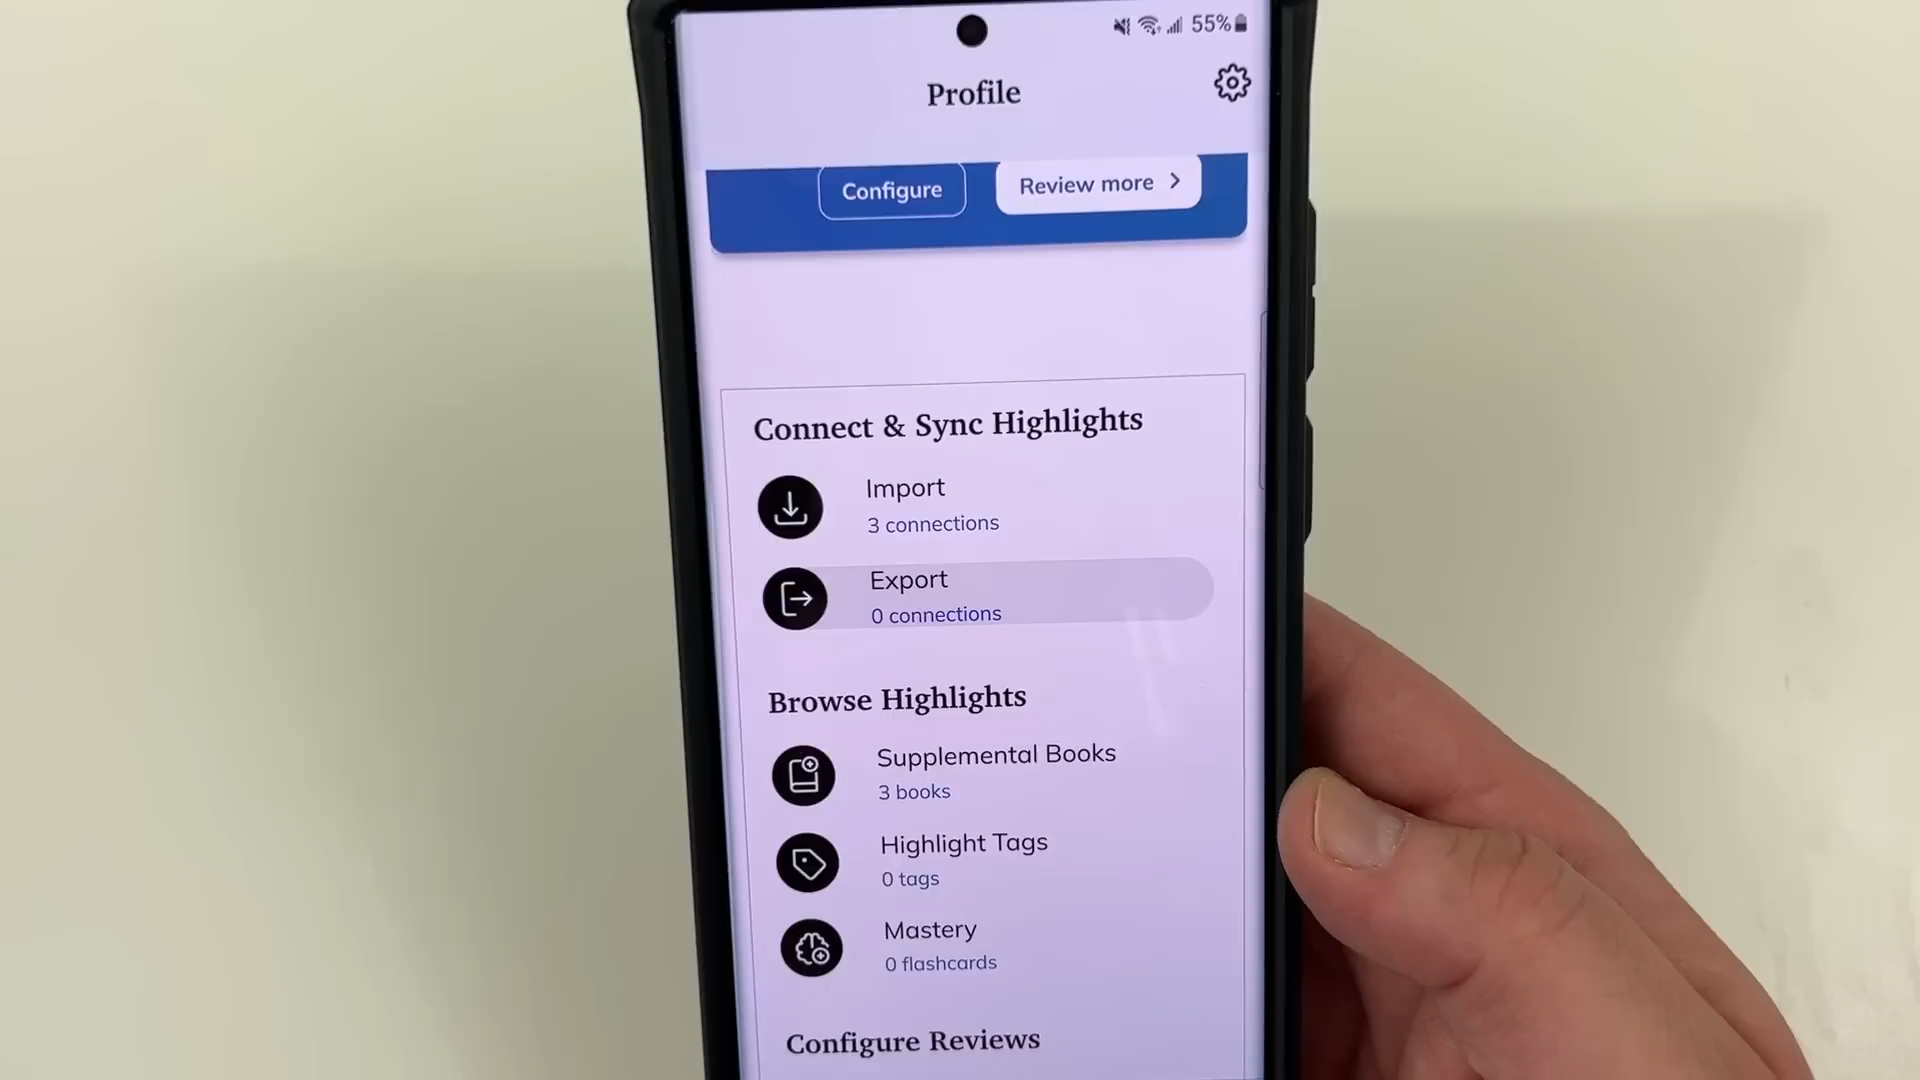 55%
Profile
Configure
Review more
Connect & Sync Highlights
Import
3 connections
Export
0 connections
Browse Highlights
Supplemental Books
3 books
Highlight Tags
0 tags
Mastery
0 flashcards
Configure Reviews